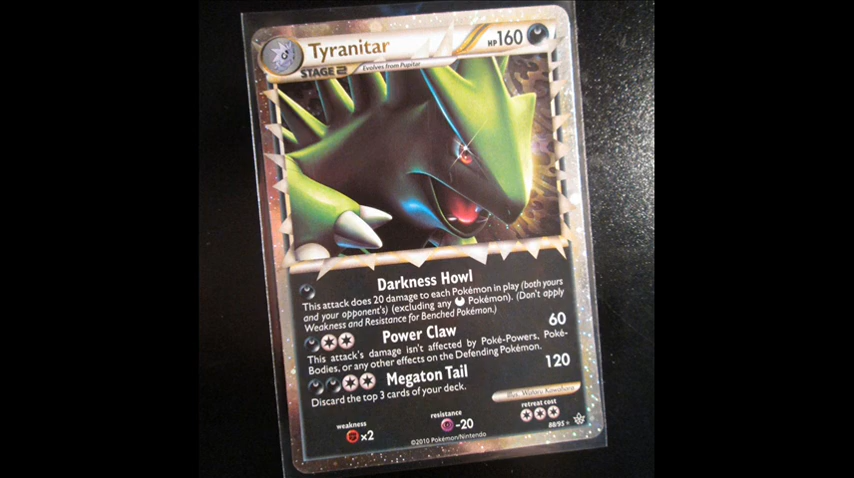 Tyranitar
HP160
STAGE 2
Evolves from Pupitar
Darkness Howl
This attack does 20 damage to each Pokémon in play (both yours
and your opponent's) (excluding any Pokémon). (Don't apply
Weakness and Resistance for Benched Pokémon.)
Power Claw 60
This attack's damage isn't affected by Poké-Powers, Poké-
Bodies, or any other effects on the Defending Pokémon.
Megaton Tail 120
Discard the top 3 cards of your deck.
Illus. Wataru Kawahara
weakness resistance retreat cost
x2 -20
88/95
©2010 Pokémon/Nintendo